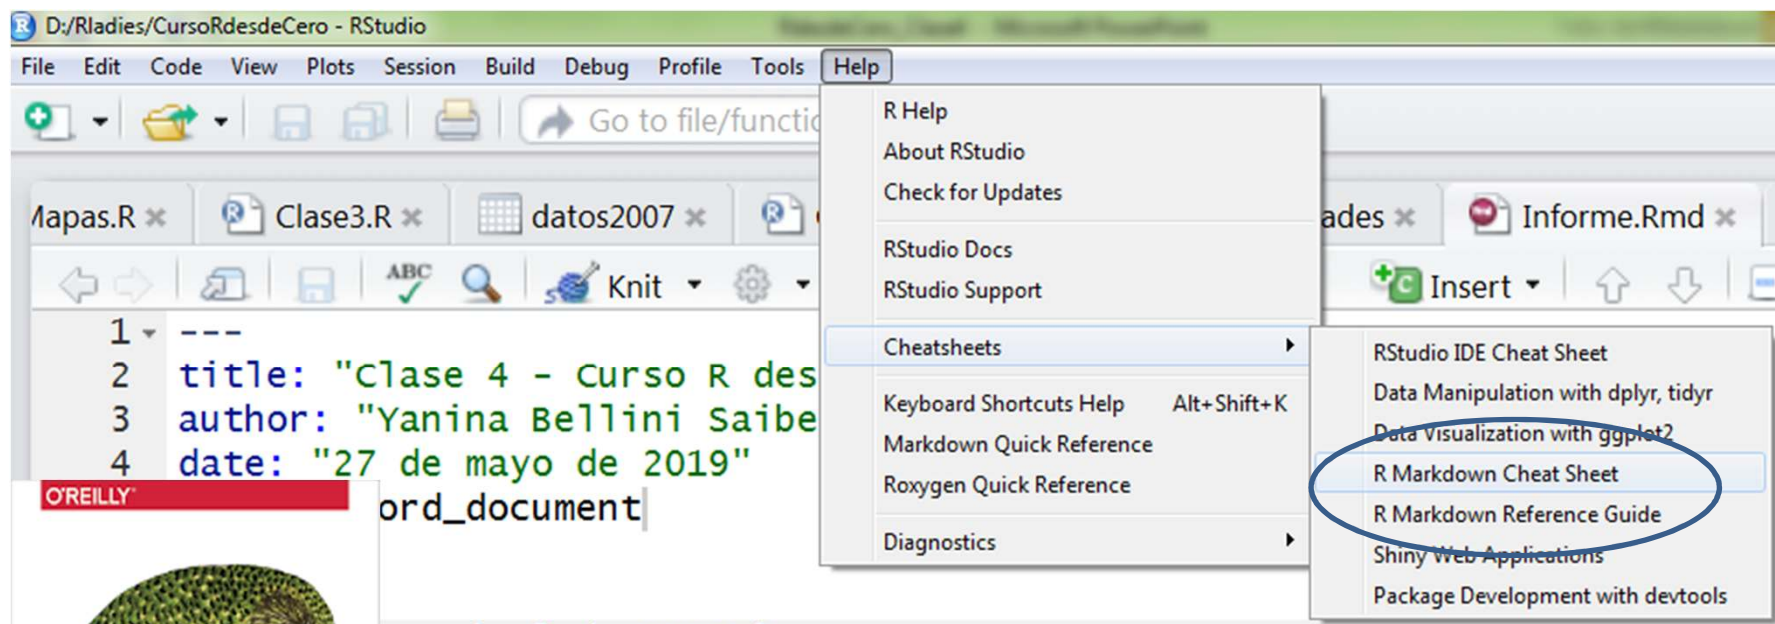 D:/Rladies/CursoRdesdeCero - RStudio
File Edit Code View Plots Session Build Debug Profile Tools Help
Go to file/functic
R Help
About RStudio
Check for Updates
RStudio Docs
RStudio Support
Cheatsheets
Keyboard Shortcuts Help Alt+Shift+K
Markdown Quick Reference
Roxygen Quick Reference
Diagnostics
Mapas.R Clase3.R datos2007 ades Informe.Rmd
ABC Knit Insert
RStudio IDE Cheat Sheet
Data Manipulation with dplyr, tidyr
Data Visualization with ggplot2
R Markdown Cheat Sheet
R Markdown Reference Guide
Shiny Web Applications
Package Development with devtools
1 ---
2 title: "Clase 4 - Curso R des
3 author: "Yanina Bellini Saibe
4 date: "27 de mayo de 2019"
ord_document
O'REILLY